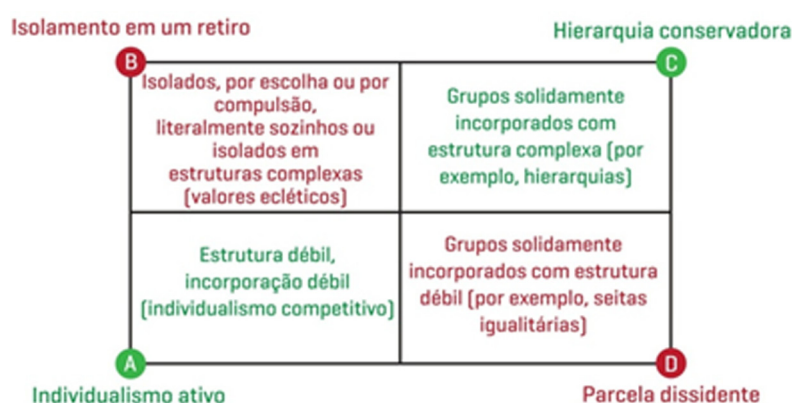 Isolamento em um retiro
Hierarquia conservadora
B
C
Isolados, por escolha ou por
compulsão,
literalmente sozinhos ou
isolados em
estruturas complexas
(valores ecléticos)
Grupos solidamente
incorporados com
estrutura complexa (por
exemplo, hierarquias)
Estrutura débil,
incorporação débil
(individualismo competitivo)
Grupos solidamente
incorporados com estrutura
débil (por exemplo, seitas
igualitárias)
A
D
Individualismo ativo
Parcela dissidente